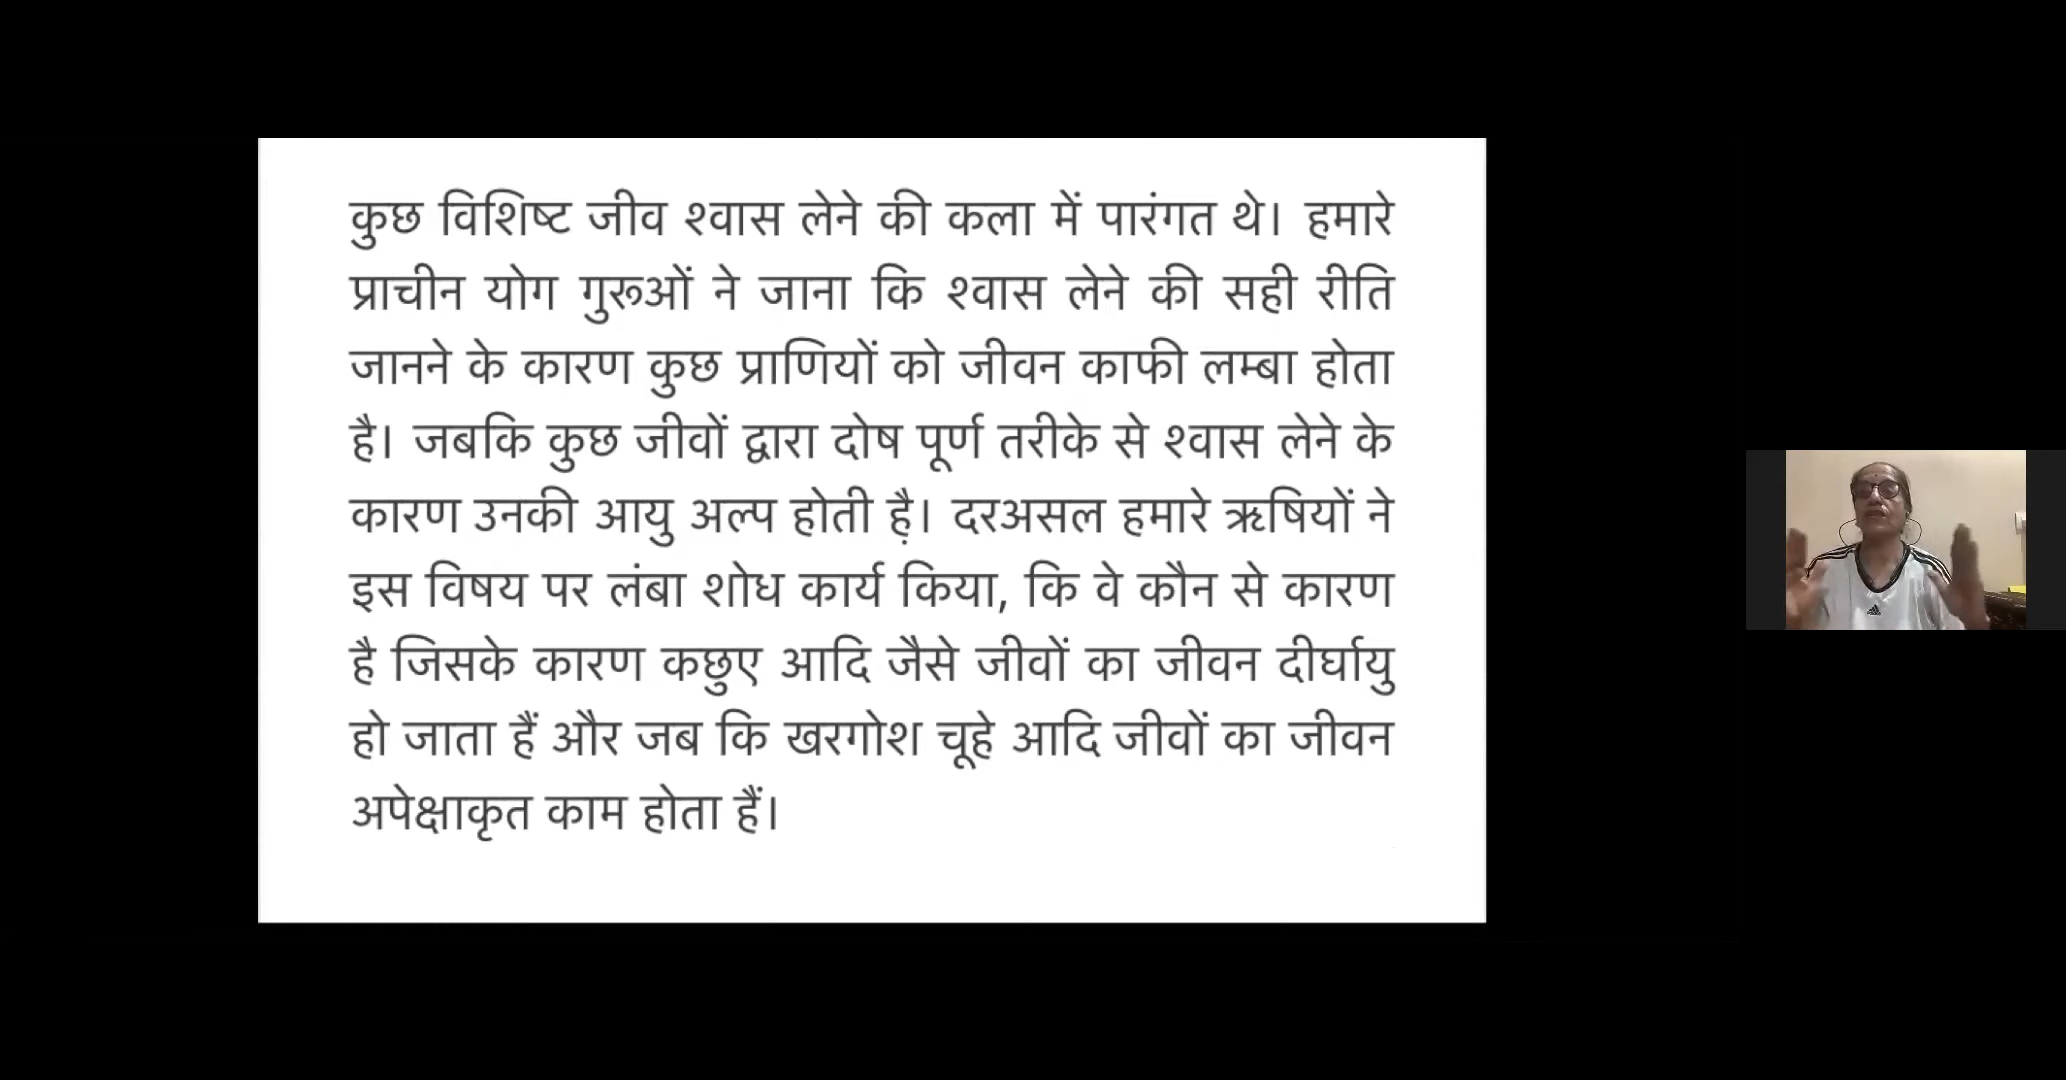 कुछ विशिष्ट जीव श्वास लेने की कला में पारंगत थे। हमारे
प्राचीन योग गुरूओं ने जाना कि श्वास लेने की सही रीति
जानने के कारण कुछ प्राणियों को जीवन काफी लम्बा होता
है। जबकि कुछ जीवों द्वारा दोष पूर्ण तरीके से श्वास लेने के
कारण उनकी आयु अल्प होती है़। दरअसल हमारे ऋषियों ने
इस विषय पर लंबा शोध कार्य किया, कि वे कौन से कारण
है जिसके कारण कछुए आदि जैसे जीवों का जीवन दीर्घायु
हो जाता हैं और जब कि खरगोश चूहे आदि जीवों का जीवन
अपेक्षाकृत काम होता हैं।